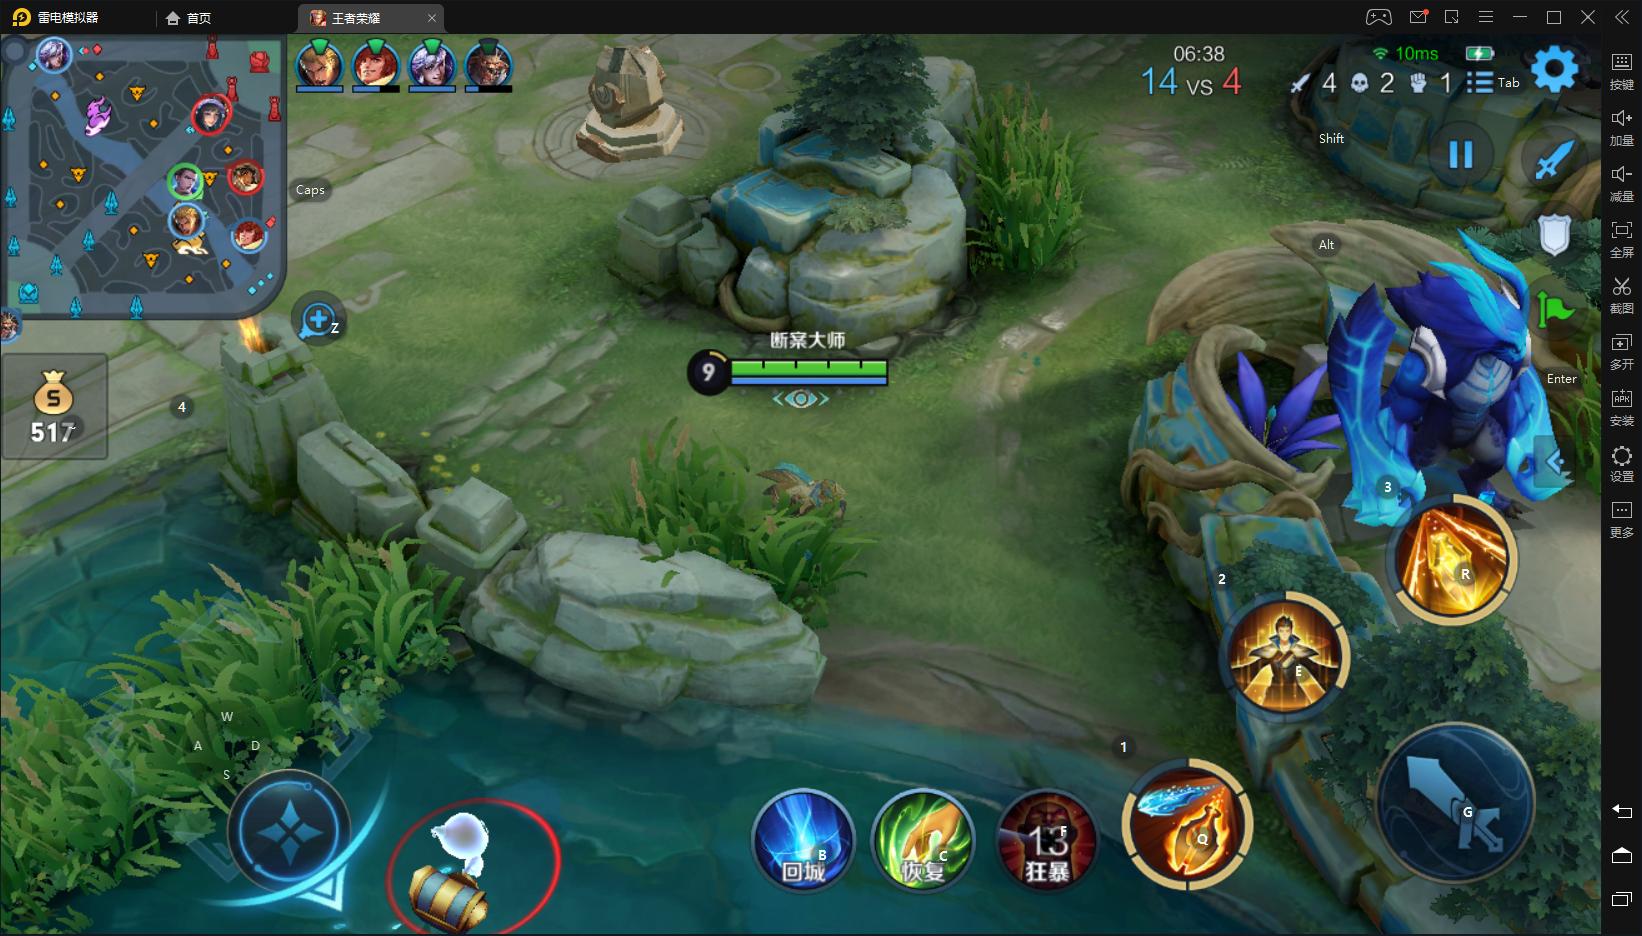 雷电模拟器
首页
王者荣耀
06:38
10ms
14 vs 4
4 2 1
Tab
Shift
Caps
Alt
Z
S
517
~
4
断案大师
9
Enter
3
R
2
E
W
A D
S
1
B
回城
C
恢复
13
F
狂暴
Q
G
按键
加量
减量
全屏
截图
多开
APK
安装
设置
更多